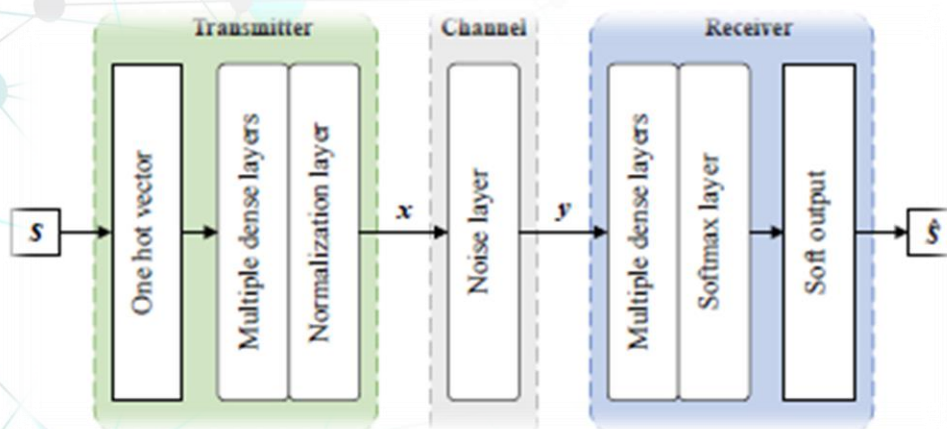 Transmitter
Channel
Receiver
S
One hot vector
Multiple dense layers
Normalization layer
x
Noise layer
y
Multiple dense layers
Softmax layer
Soft output
Ŝ